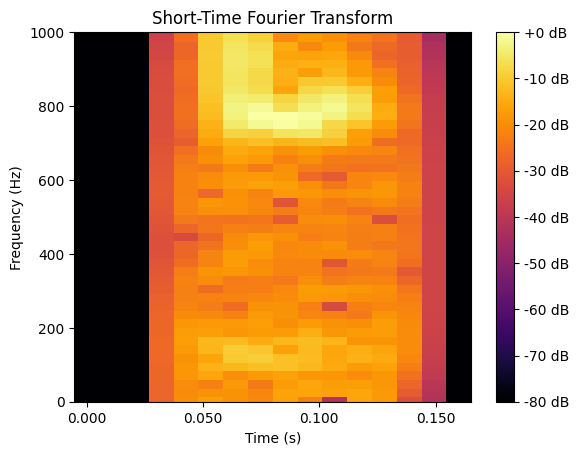 Short-Time Fourier Transform
1000
800
600
400
200
0
Frequency (Hz)
0.000
0.050
0.100
0.150
Time (s)
+0 dB
-10 dB
-20 dB
-30 dB
-40 dB
-50 dB
-60 dB
-70 dB
-80 dB